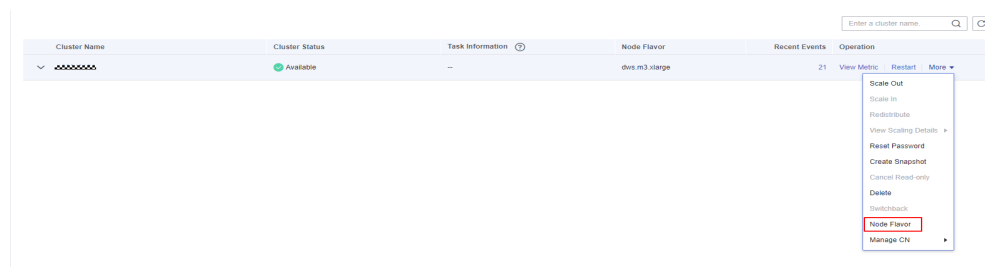 Enter a cluster name.
Cluster Name Cluster Status Task Information ? Node Flavor Recent Events Operation
Available -- dws.m3.xlarge 21 View Metric Restart More
Scale Out
Scale In
Redistribute
View Scaling Details
Reset Password
Create Snapshot
Cancel Read-only
Delete
Switchback
Node Flavor
Manage CN